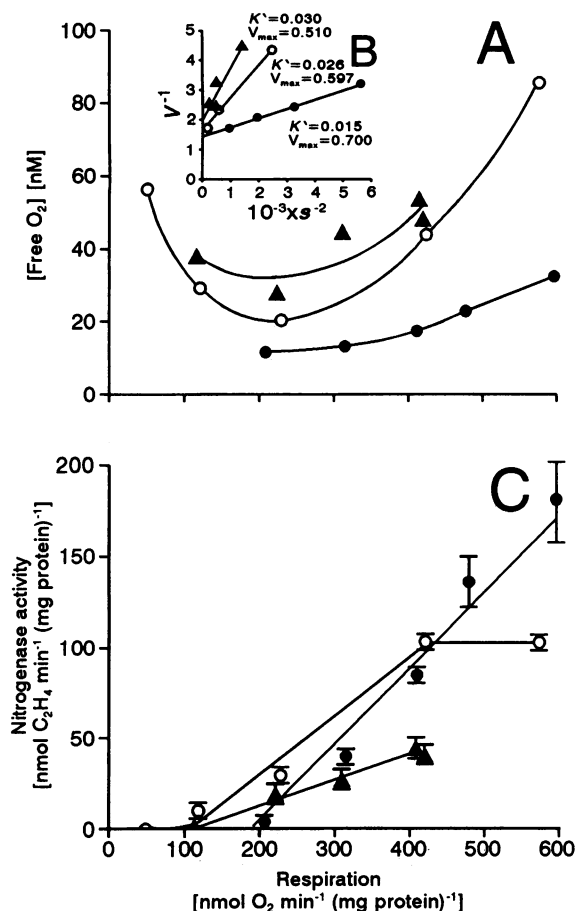 A
[Free O₂] [nM]
100
80
60
40
20
0
B
V⁻¹
5
4
3
2
1
0
K`=0.030
Vmax=0.510
K`=0.026
Vmax=0.597
K`=0.015
Vmax=0.700
0 1 2 3 4 5 6
10⁻³xs⁻²
C
Nitrogenase activity
[nmol C₂H₄ min⁻¹ (mg protein)⁻¹]
200
150
100
50
0
0 100 200 300 400 500 600
Respiration
[nmol O₂ min⁻¹ (mg protein)⁻¹]